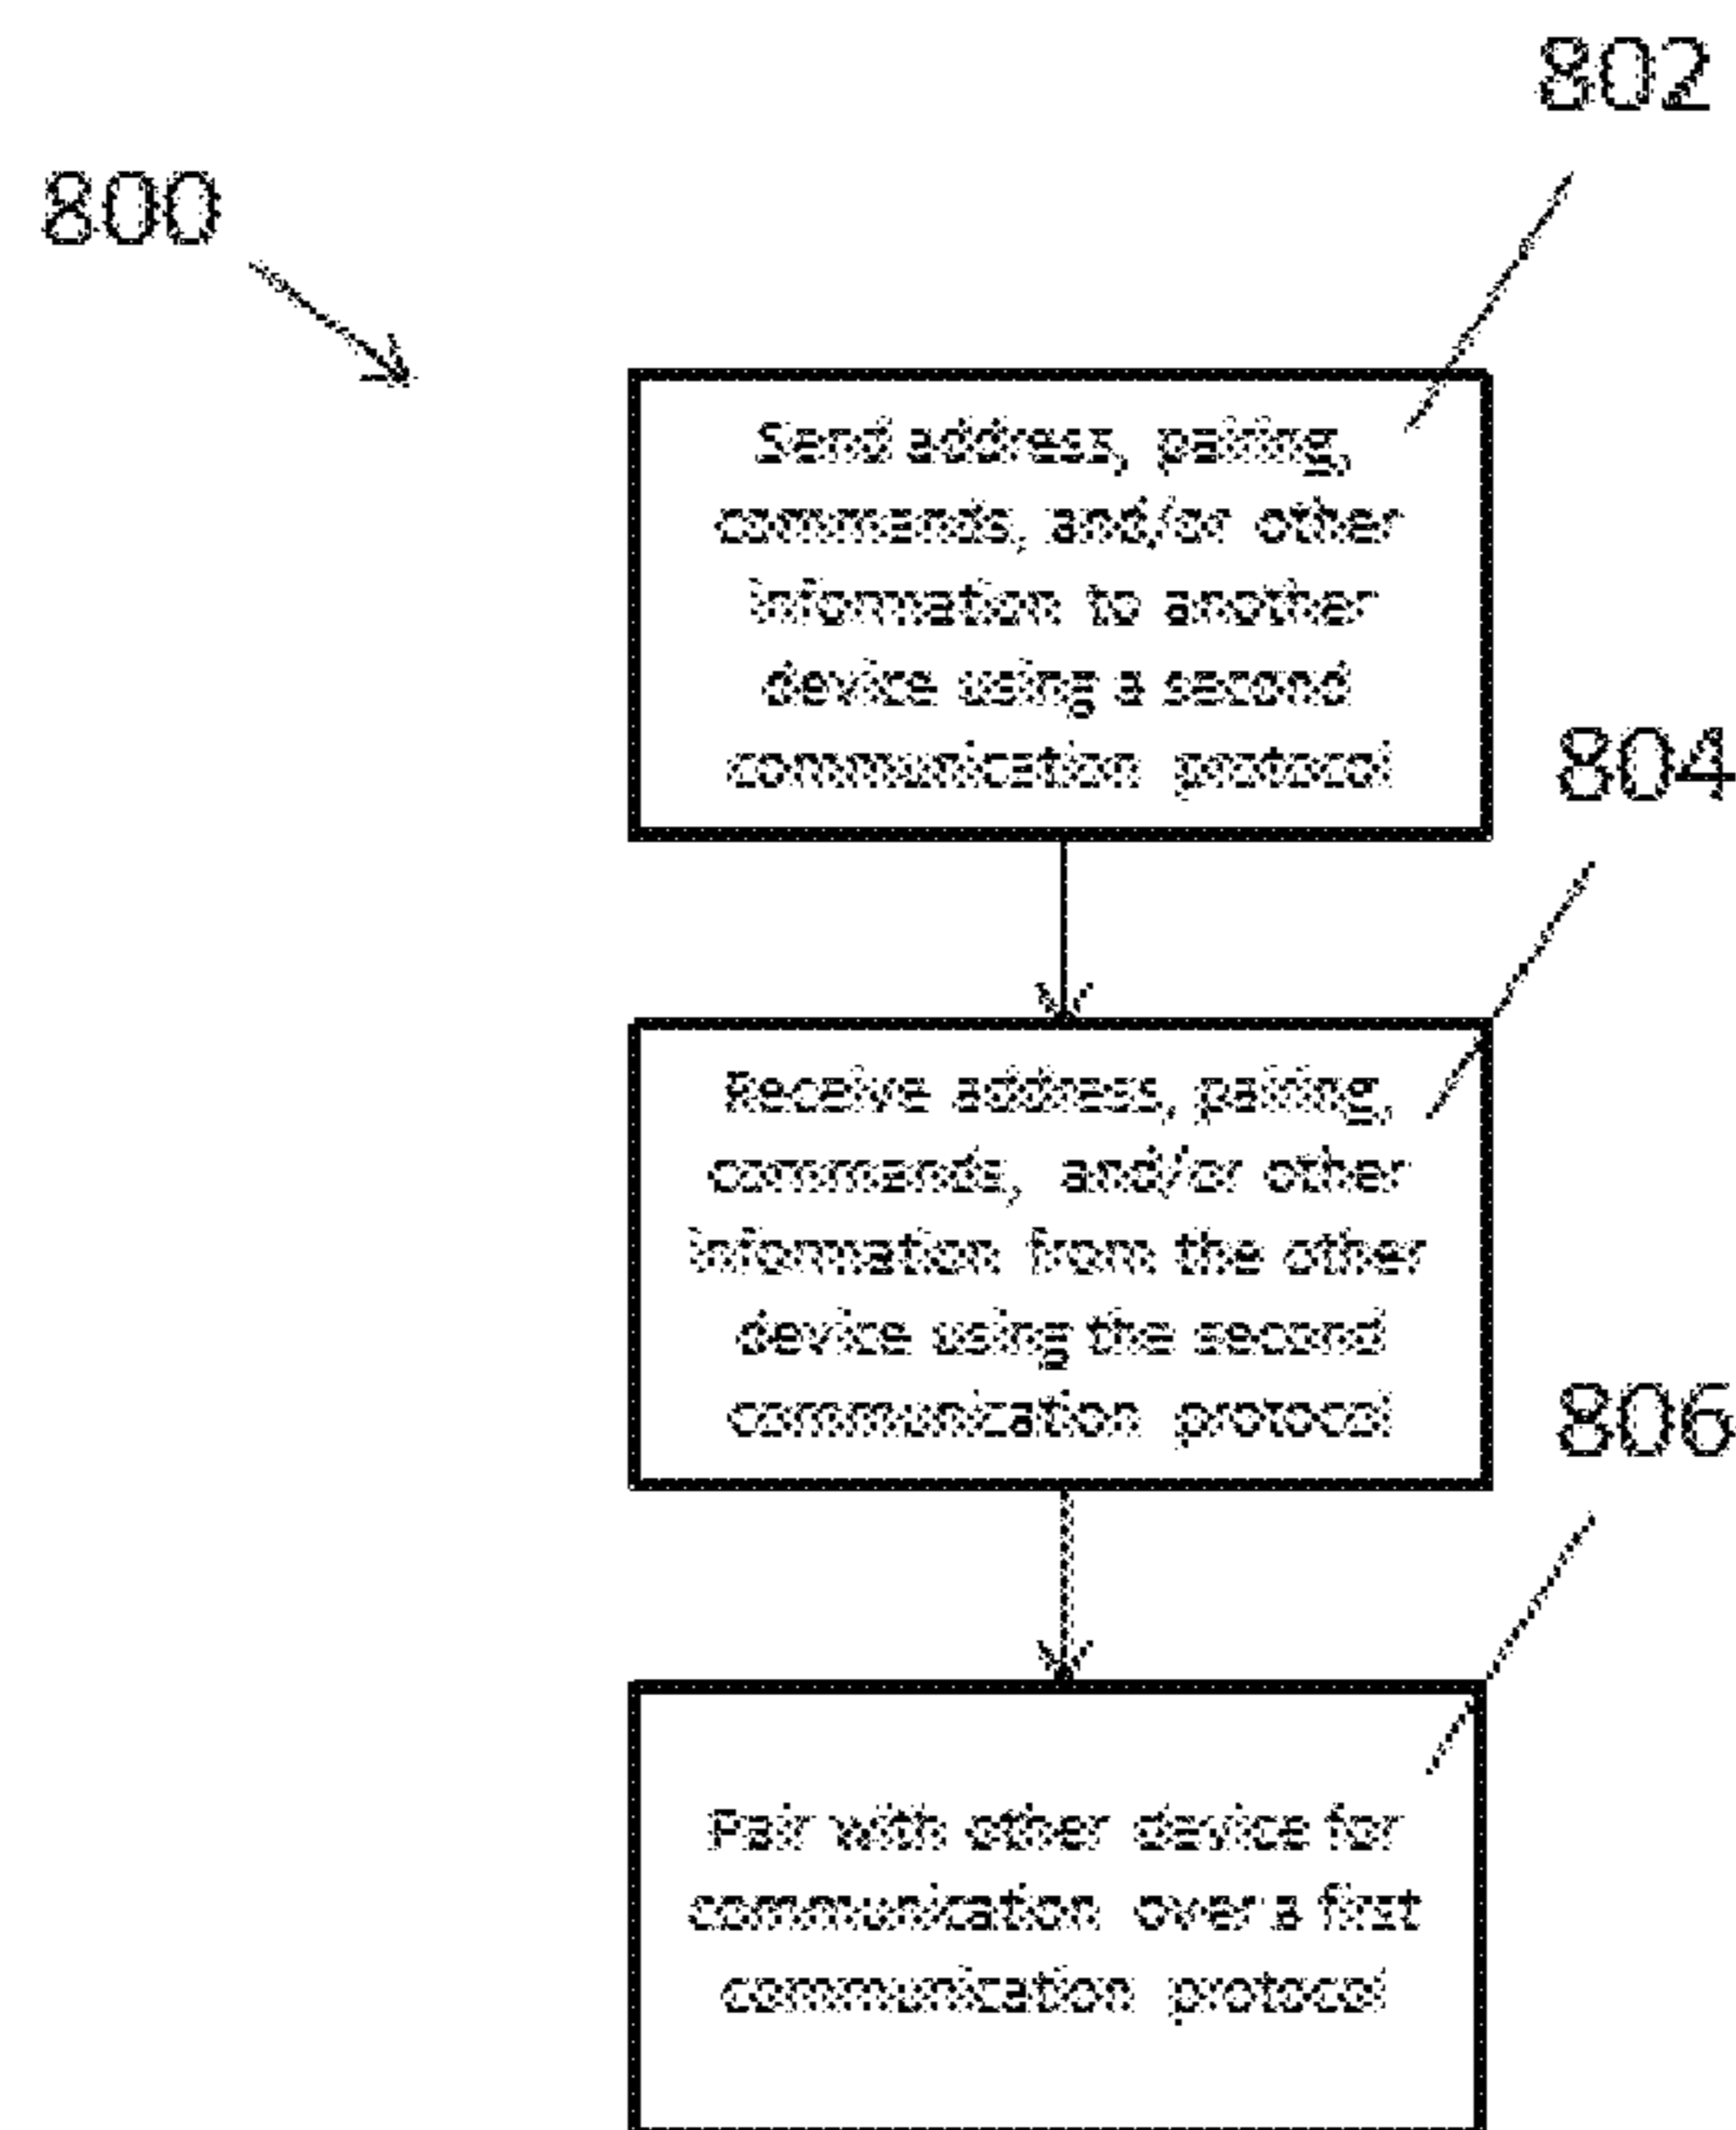 802
800
Send address, pairing,
commands, and/or other
information to another
device using a second
communication protocol
804
Receive address, pairing,
commands, and/or other
information from the other
device using the second
communication protocol
806
Pair with other device for
communication over a first
communication protocol